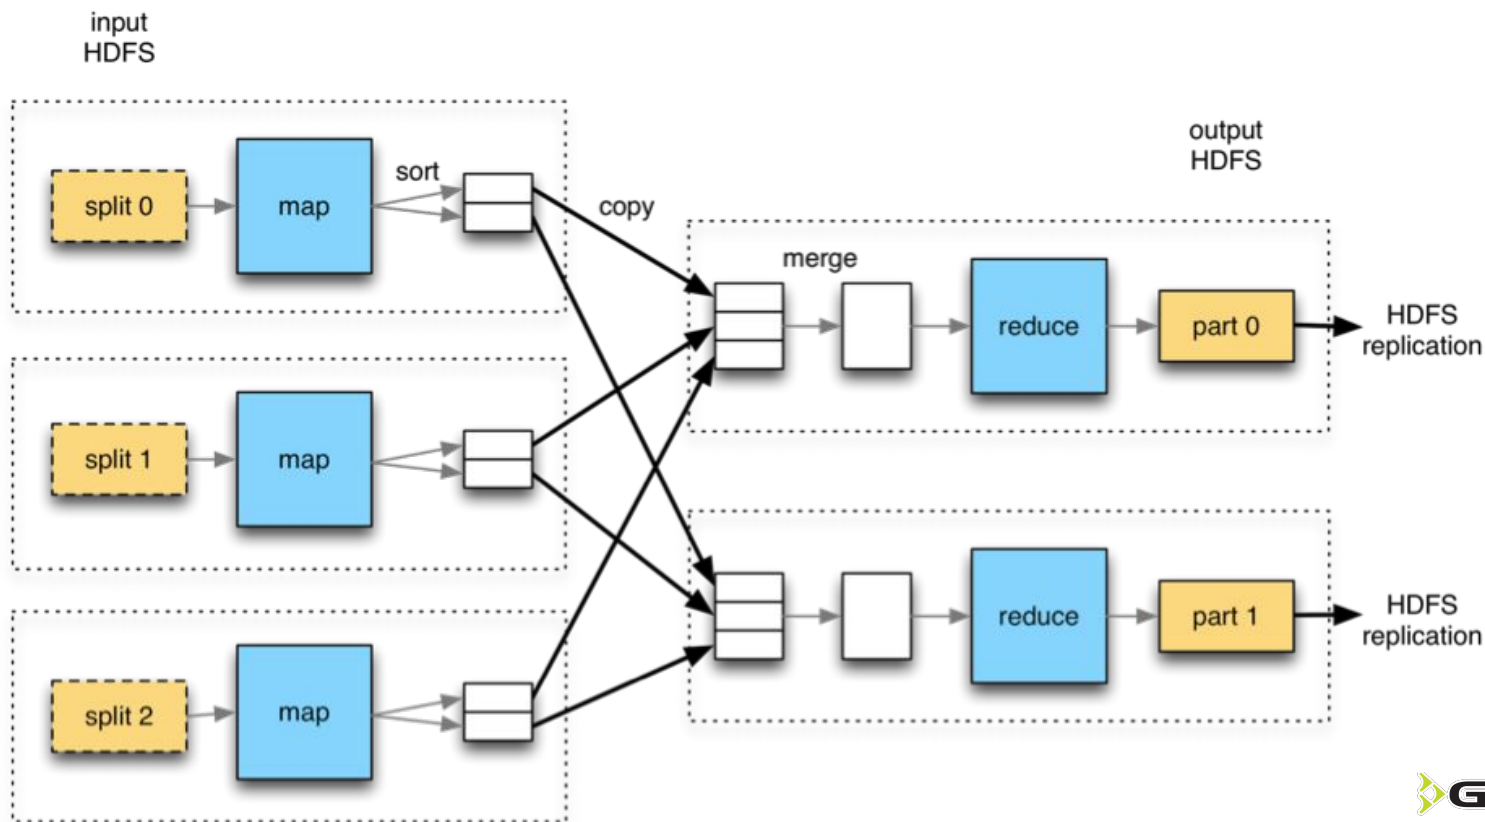 input
HDFS
output
HDFS
split 0
map
sort
copy
merge
reduce
part 0
HDFS
replication
split 1
map
reduce
part 1
HDFS
replication
split 2
map
G